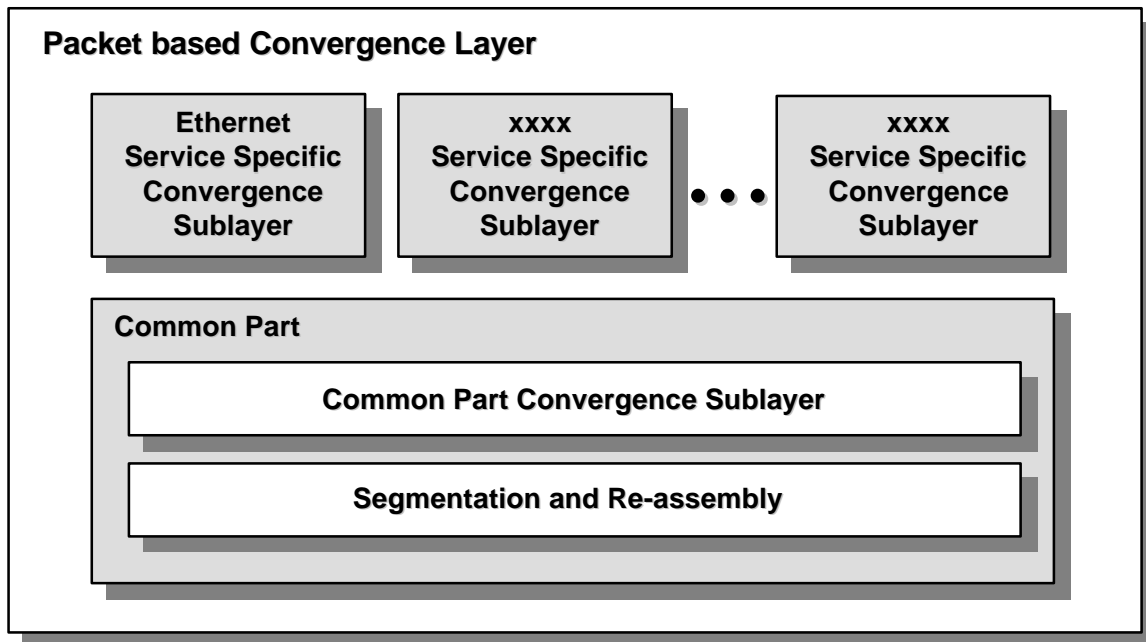 Packet based Convergence Layer
Ethernet
Service Specific
Convergence
Sublayer
xxxx
Service Specific
Convergence
Sublayer
xxxx
Service Specific
Convergence
Sublayer
Common Part
Common Part Convergence Sublayer
Segmentation and Re-assembly